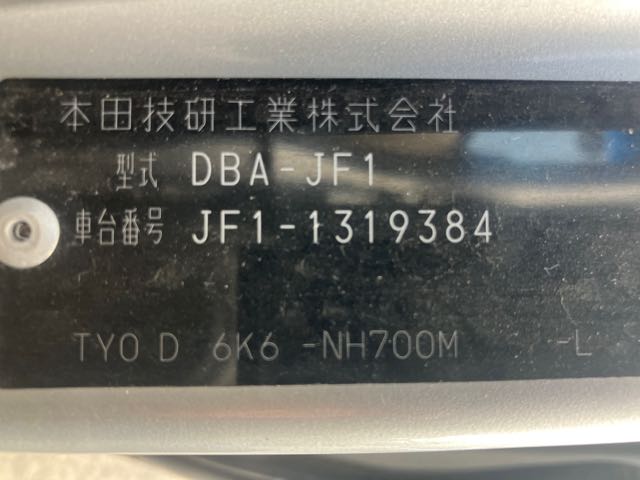 本田技研工業株式会社
型式 DBA-JF1
車台番号 JF1-1319384
TYO D 6K6 -NH700M -L